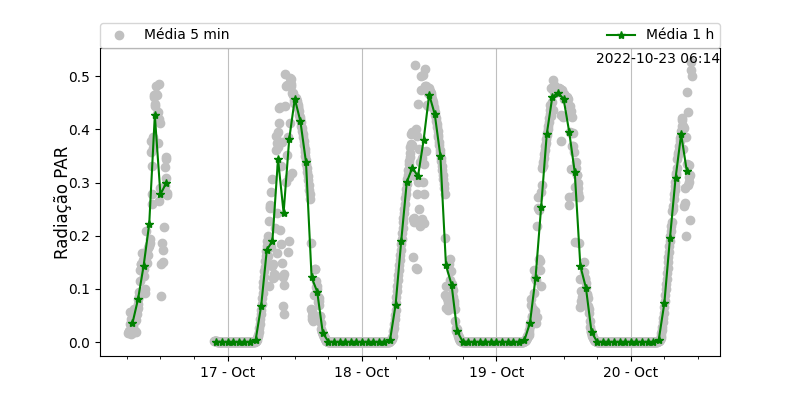 Média 5 min
Média 1 h
2022-10-23 06:14
Radiação PAR
0.5
0.4
0.3
0.2
0.1
0.0
17 - Oct
18 - Oct
19 - Oct
20 - Oct